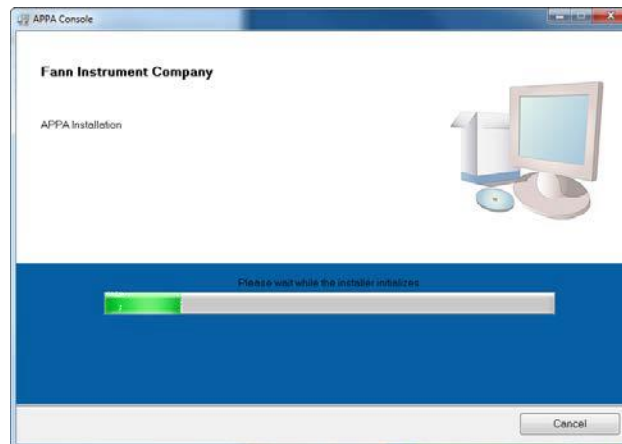 APPA Console
Fann Instrument Company
APPA Installation
Please wait while the installer initializes
Cancel